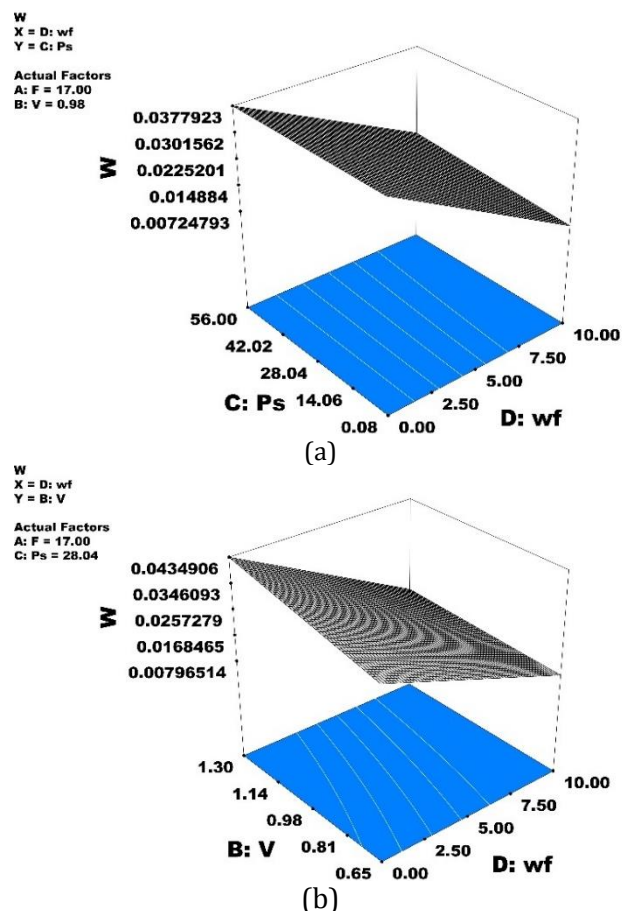 W
X = D: wf
Y = C: Ps
Actual Factors
A: F = 17.00
B: V = 0.98
0.0377923
0.0301562
0.0225201
0.014884
0.00724793
W
56.00
42.02
28.04
14.06
0.08
C: Ps
0.00
2.50
5.00
7.50
10.00
D: wf
(a)
W
X = D: wf
Y = B: V
Actual Factors
A: F = 17.00
C: Ps = 28.04
0.0434906
0.0346093
0.0257279
0.0168465
0.00796514
W
1.30
1.14
0.98
0.81
0.65
B: V
0.00
2.50
5.00
7.50
10.00
D: wf
(b)